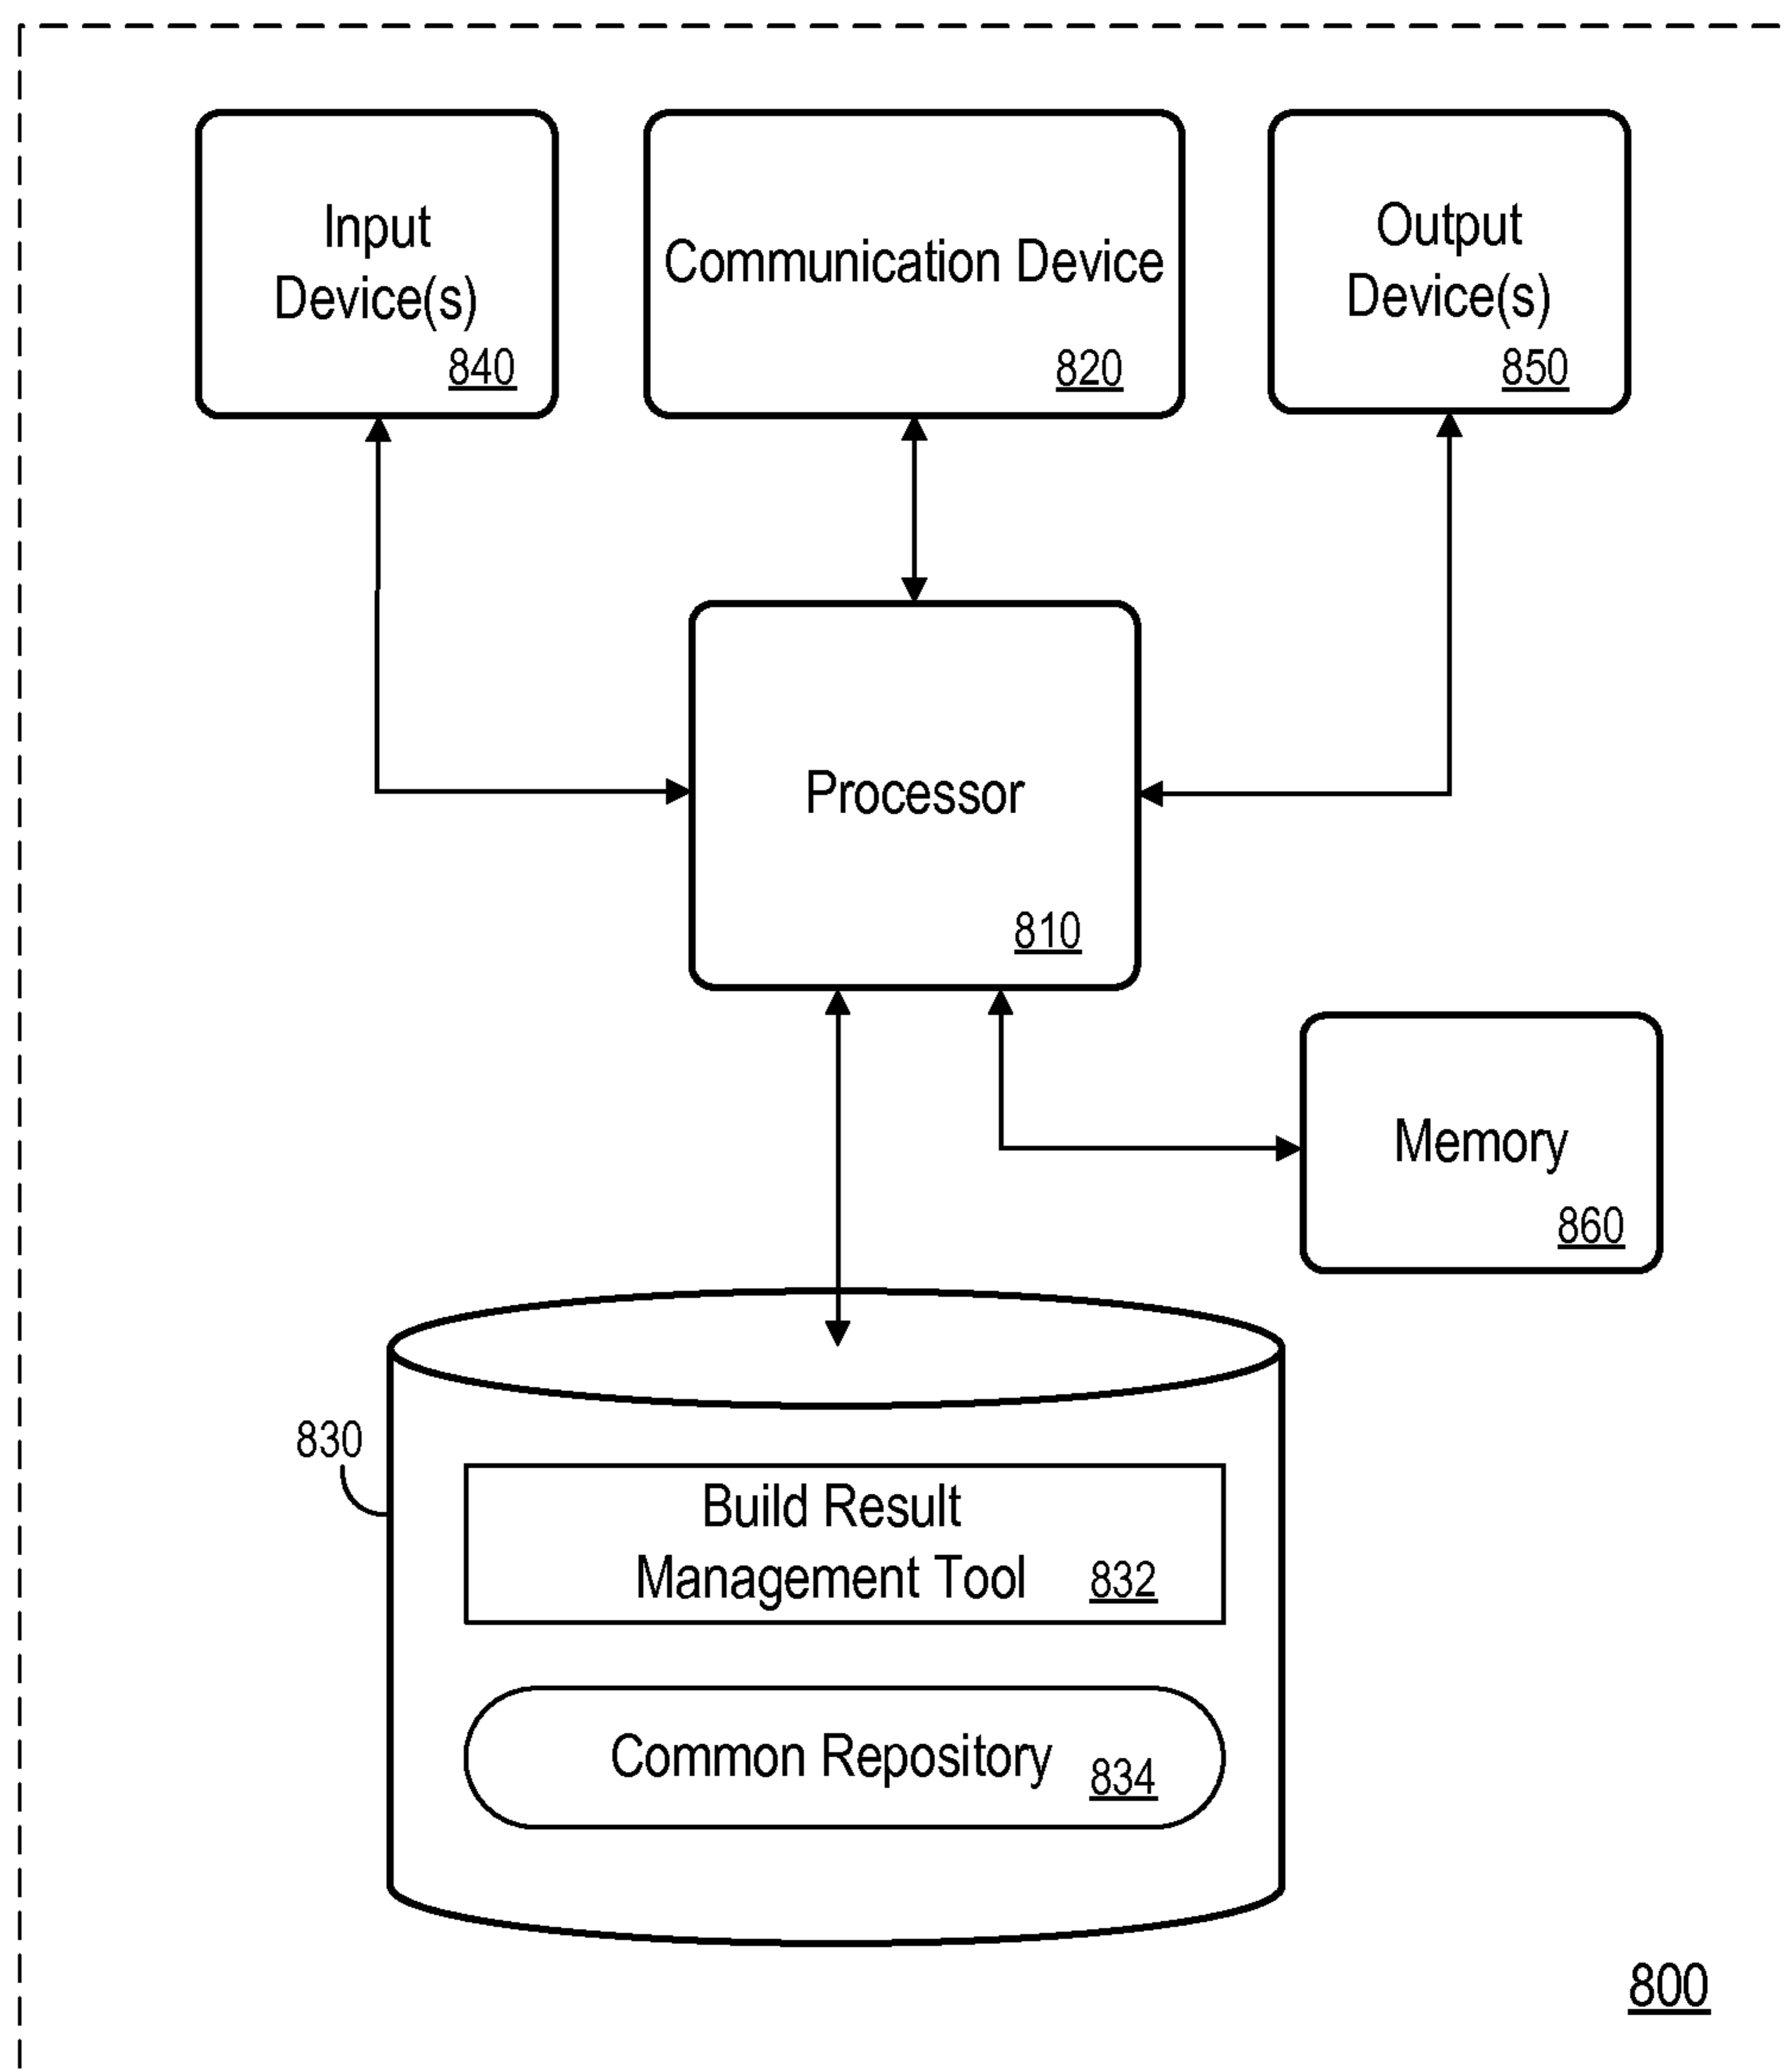 Input
Device(s)
840
Communication Device
820
Output
Device(s)
850
Processor
810
Memory
860
830
Build Result
Management Tool 832
Common Repository 834
800